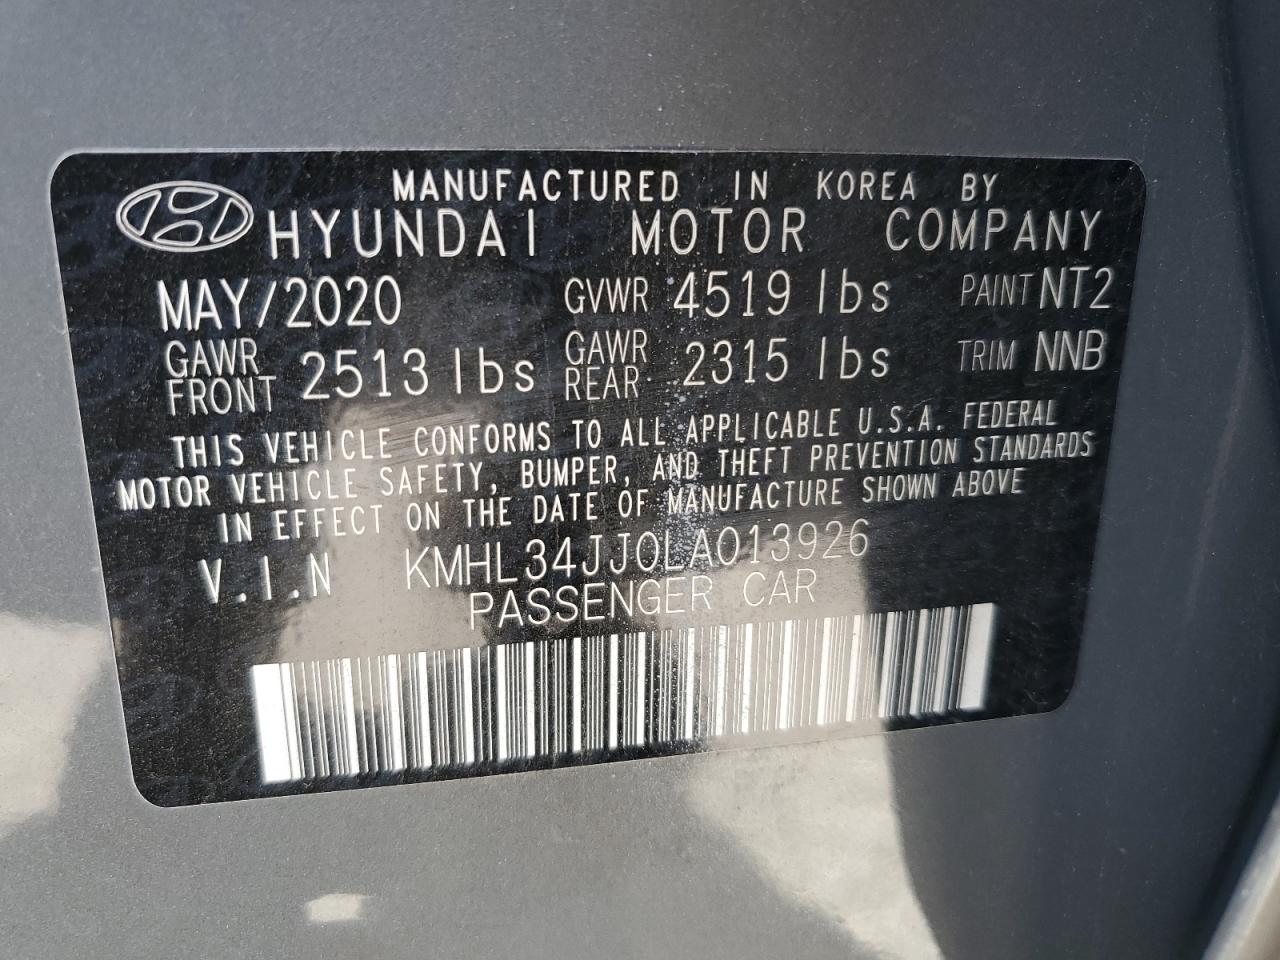 MANUFACTURED IN KOREA BY
HYUNDAI MOTOR COMPANY
MAY/2020 GVWR 4519 lbs PAINT NT2
GAWR FRONT 2513 lbs GAWR REAR 2315 lbs TRIM NNB
THIS VEHICLE CONFORMS TO ALL APPLICABLE U.S.A. FEDERAL
MOTOR VEHICLE SAFETY, BUMPER, AND THEFT PREVENTION STANDARDS
IN EFFECT ON THE DATE OF MANUFACTURE SHOWN ABOVE
V.I.N KMHL34JJ0LA013926
PASSENGER CAR